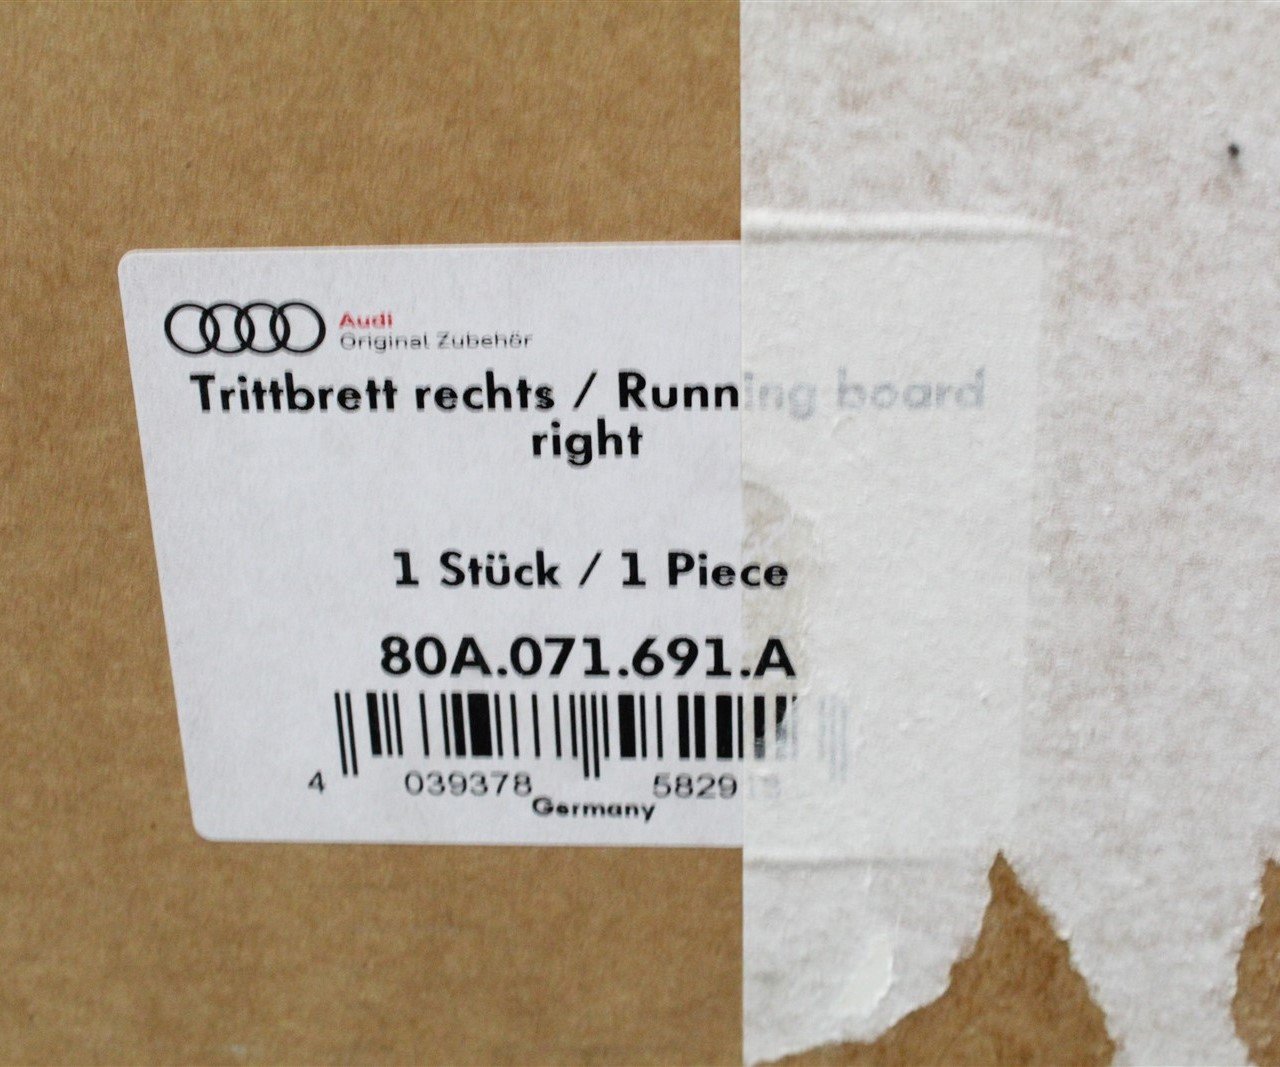 Audi
Original Zubehör
Trittbrett rechts / Running board
right
1 Stück / 1 Piece
80A.071.691.A
4 039378 5829
Germany